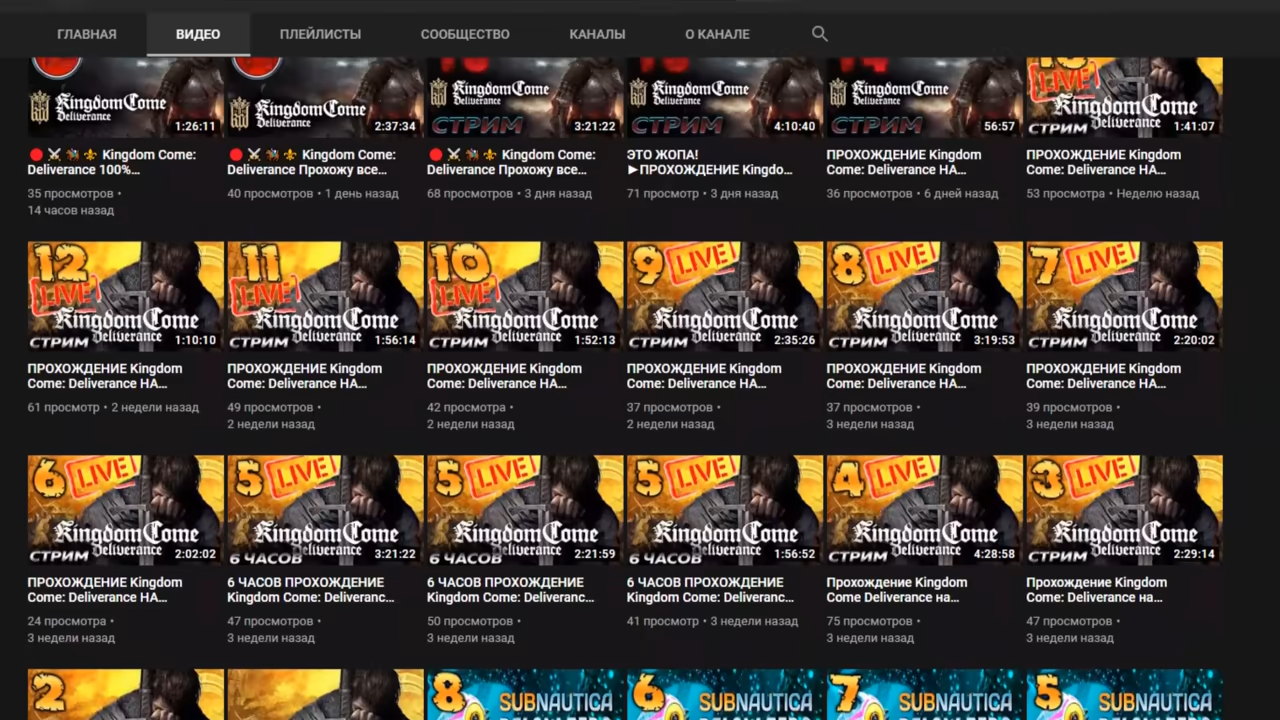 ГЛАВНАЯ ВИДЕО ПЛЕЙЛИСТЫ СООБЩЕСТВО КАНАЛЫ О КАНАЛЕ
Kingdom Come Deliverance 1:26:11
Kingdom Come Deliverance 2:37:34
Kingdom Come Deliverance СТРИМ 3:21:22
Kingdom Come Deliverance СТРИМ 4:10:40
14 Kingdom Come Deliverance СТРИМ 56:57
LIVE Kingdom Come СТРИМ Deliverance 1:41:07
🔴 ⚔ 🏇 ⚜ Kingdom Come:
Deliverance 100%...
35 просмотров •
14 часов назад
🔴 ⚔ 🏇 ⚜ Kingdom Come:
Deliverance Прохожу все...
40 просмотров • 1 день назад
🔴 ⚔ 🏇 ⚜ Kingdom Come:
Deliverance Прохожу все...
68 просмотров • 3 дня назад
ЭТО ЖОПА!
►ПРОХОЖДЕНИЕ Kingdo...
71 просмотр • 3 дня назад
ПРОХОЖДЕНИЕ Kingdom
Come: Deliverance НА...
36 просмотров • 6 дней назад
ПРОХОЖДЕНИЕ Kingdom
Come: Deliverance НА...
53 просмотра • Неделю назад
12 LIVE Kingdom Come СТРИМ Deliverance 1:10:10
11 LIVE Kingdom Come СТРИМ Deliverance 1:56:14
10 LIVE Kingdom Come СТРИМ Deliverance 1:52:13
9 LIVE Kingdom Come СТРИМ Deliverance 2:35:26
8 LIVE Kingdom Come СТРИМ Deliverance 3:19:53
7 LIVE Kingdom Come СТРИМ Deliverance 2:20:02
ПРОХОЖДЕНИЕ Kingdom
Come: Deliverance НА...
61 просмотр • 2 недели назад
ПРОХОЖДЕНИЕ Kingdom
Come: Deliverance НА...
49 просмотров •
2 недели назад
ПРОХОЖДЕНИЕ Kingdom
Come: Deliverance НА...
42 просмотра •
2 недели назад
ПРОХОЖДЕНИЕ Kingdom
Come: Deliverance НА...
37 просмотров •
2 недели назад
ПРОХОЖДЕНИЕ Kingdom
Come: Deliverance НА...
37 просмотров •
3 недели назад
ПРОХОЖДЕНИЕ Kingdom
Come: Deliverance НА...
39 просмотров •
3 недели назад
6 LIVE Kingdom Come СТРИМ Deliverance 2:02:02
5 LIVE Kingdom Come 6 ЧАСОВ Deliverance 3:21:22
5 LIVE Kingdom Come 6 ЧАСОВ Deliverance 2:21:59
5 LIVE Kingdom Come 6 ЧАСОВ Deliverance 1:56:52
4 LIVE Kingdom Come СТРИМ Deliverance 4:28:58
3 LIVE Kingdom Come СТРИМ Deliverance 2:29:14
ПРОХОЖДЕНИЕ Kingdom
Come: Deliverance НА...
24 просмотра •
3 недели назад
6 ЧАСОВ ПРОХОЖДЕНИЕ
Kingdom Come: Deliveranc...
47 просмотров •
3 недели назад
6 ЧАСОВ ПРОХОЖДЕНИЕ
Kingdom Come: Deliveranc...
50 просмотров •
3 недели назад
6 ЧАСОВ ПРОХОЖДЕНИЕ
Kingdom Come: Deliveranc...
41 просмотр • 3 недели назад
Прохождение Kingdom
Come Deliverance на...
75 просмотров •
3 недели назад
Прохождение Kingdom
Come: Deliverance на...
47 просмотров •
3 недели назад
2
8 SUBNAUTICA
6 SUBNAUTICA
7 SUBNAUTICA
5 SUBNAUTICA